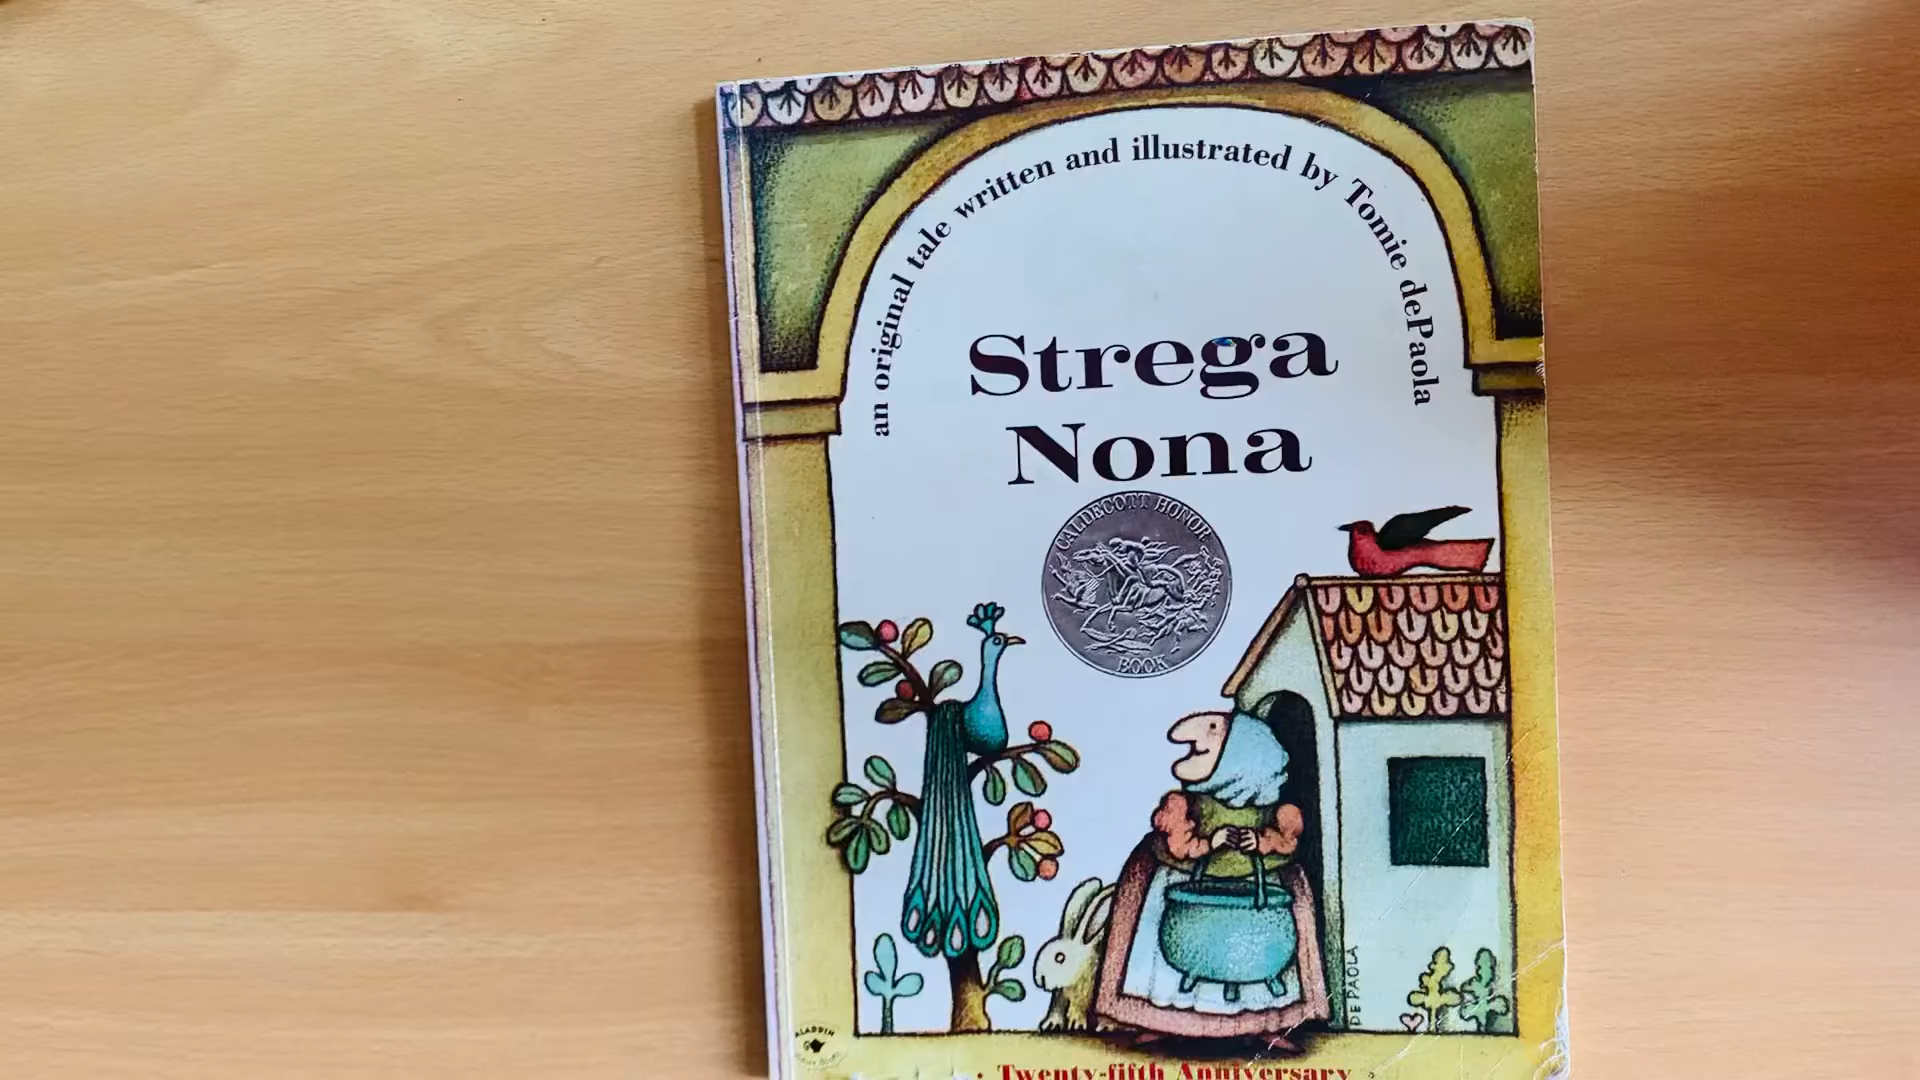 an original tale written and illustrated by Tomie dePaola
Strega
Nona
CALDECOTT HONOR
BOOK
DE PAOLA
ALADDIN
Twenty-fifth Anniversary